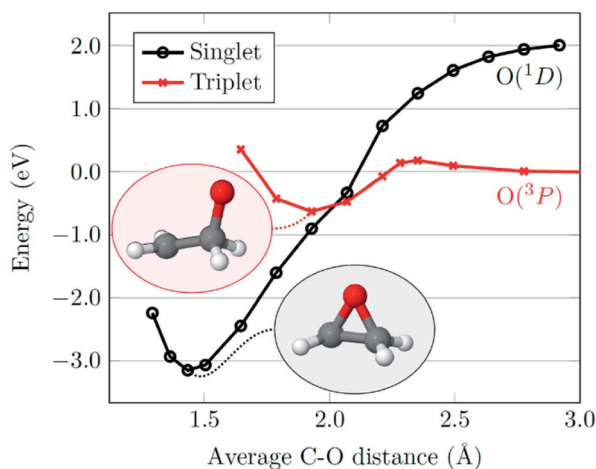 2.0
1.0
0.0
−1.0
−2.0
−3.0
Energy (eV)
Singlet
Triplet
O(¹D)
O(³P)
1.5
2.0
2.5
3.0
Average C-O distance (Å)